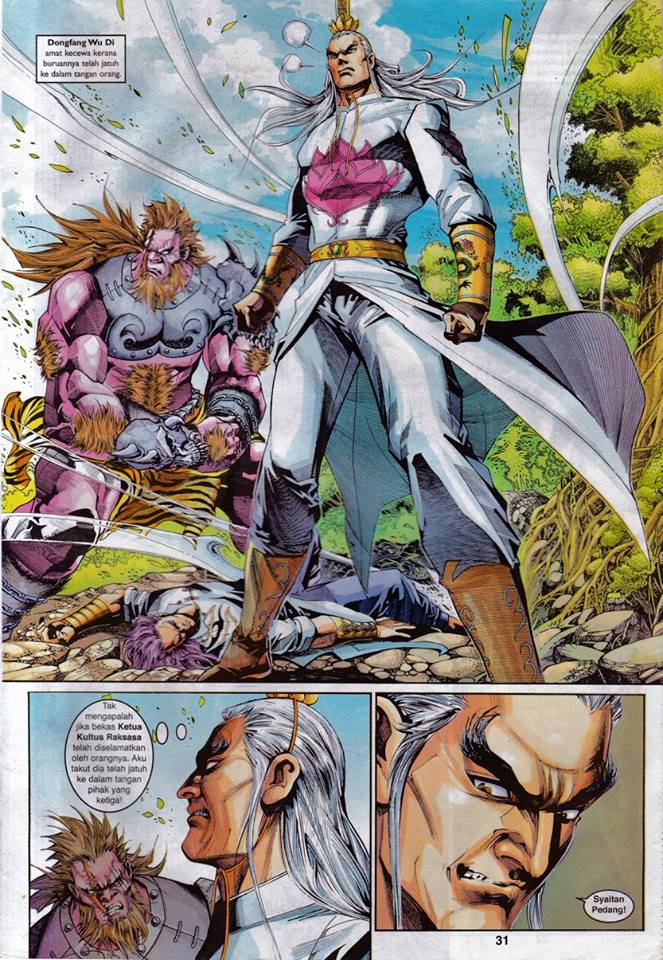 Dongfang Wu Di
amat kecewa kerana
buruannya telah jatuh
ke dalam tangan orang.
Tak
mengapalah
jika bekas Ketua
Kultus Raksasa
telah diselamatkan
oleh orangnya. Aku
takut dia telah jatuh
ke dalam tangan
pihak yang
ketiga!
Syaitan
Pedang!
31